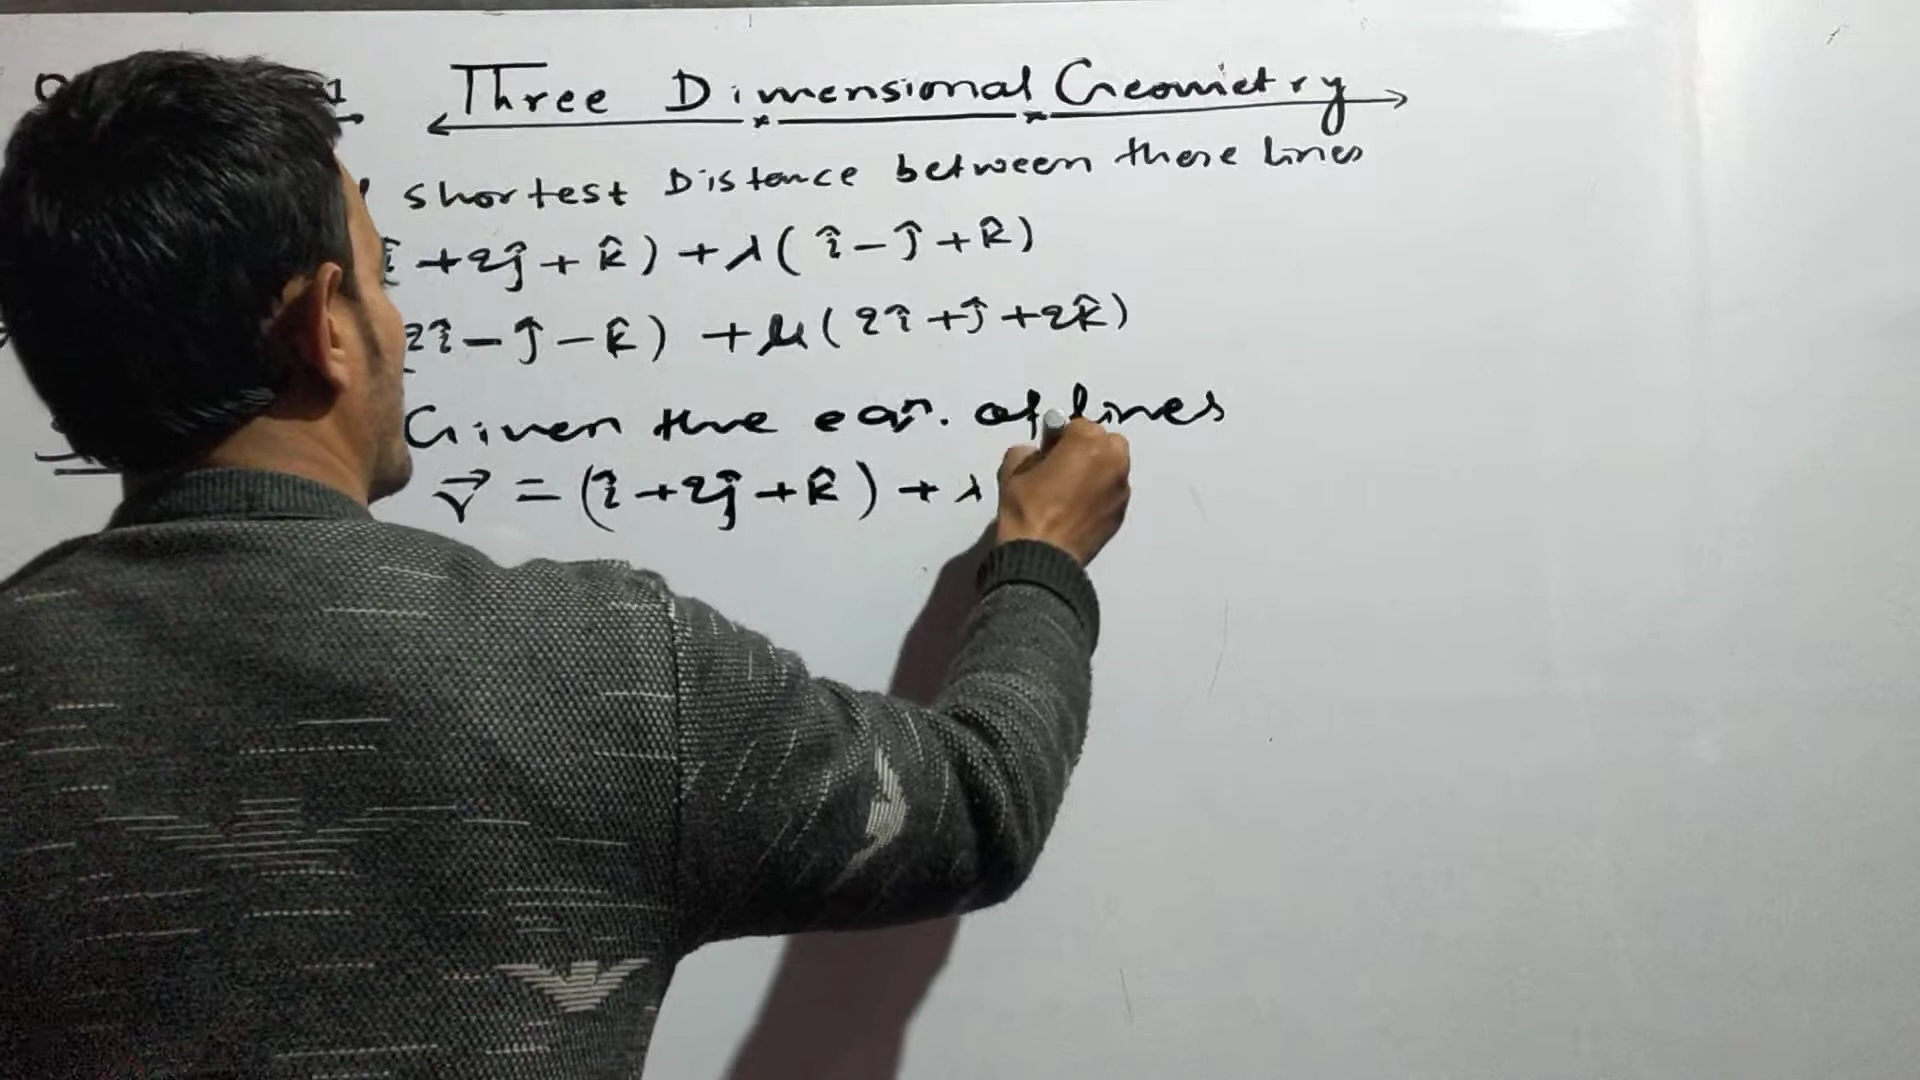 Three Dimensional Geometry
shortest Distance between these lines
+2ĵ+k̂)+λ(î-ĵ+k̂)
2î-ĵ-k̂)+μ(2î+ĵ+2k̂)
Given the eqn. of lines
r⃗ = (î+2ĵ+k̂)+λ